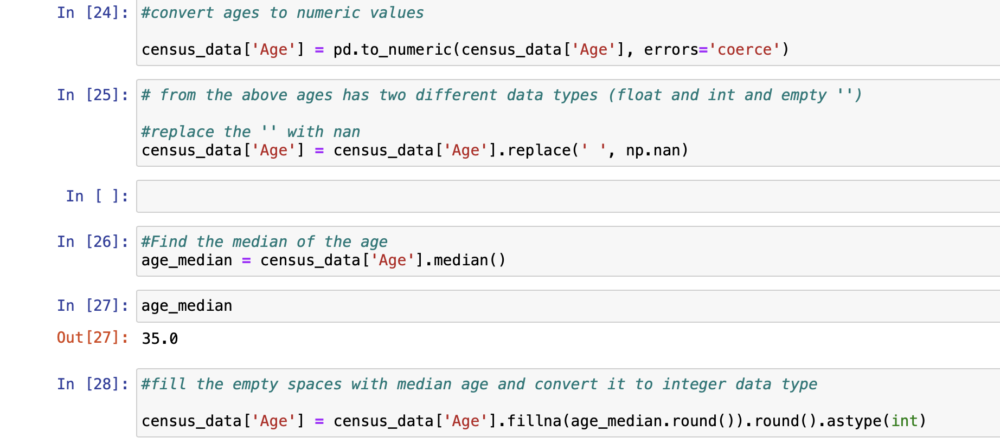 In [24]: #convert ages to numeric values
census_data['Age'] = pd.to_numeric(census_data['Age'], errors='coerce')
In [25]: # from the above ages has two different data types (float and int and empty '')
#replace the '' with nan
census_data['Age'] = census_data['Age'].replace(' ', np.nan)
In [ ]:
In [26]: #Find the median of the age
age_median = census_data['Age'].median()
In [27]: age_median
Out[27]: 35.0
In [28]: #fill the empty spaces with median age and convert it to integer data type
census_data['Age'] = census_data['Age'].fillna(age_median.round()).round().astype(int)